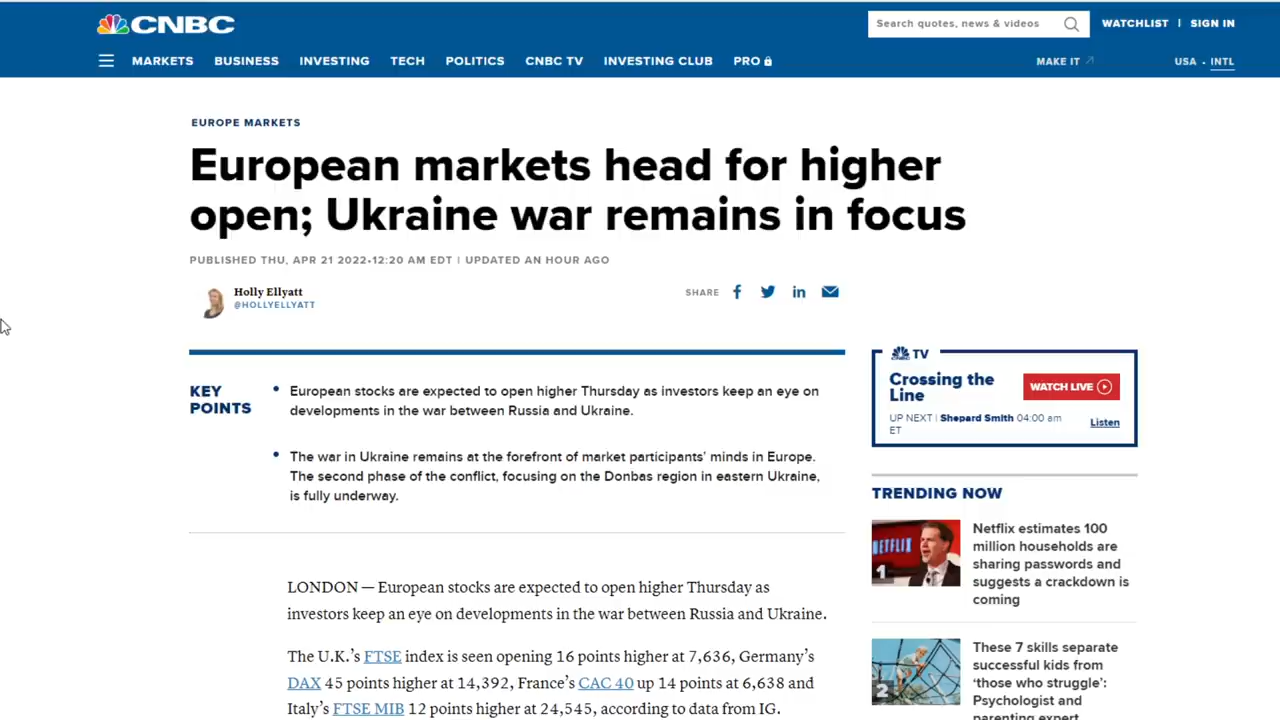 CNBC
Search quotes, news & videos
WATCHLIST | SIGN IN
MARKETS BUSINESS INVESTING TECH POLITICS CNBC TV INVESTING CLUB PRO
MAKE IT
USA • INTL
EUROPE MARKETS
European markets head for higher
open; Ukraine war remains in focus
PUBLISHED THU, APR 21 2022•12:20 AM EDT | UPDATED AN HOUR AGO
Holly Ellyatt
@HOLLYELLYATT
SHARE
KEY
POINTS
• European stocks are expected to open higher Thursday as investors keep an eye on
developments in the war between Russia and Ukraine.
• The war in Ukraine remains at the forefront of market participants’ minds in Europe.
The second phase of the conflict, focusing on the Donbas region in eastern Ukraine,
is fully underway.
LONDON — European stocks are expected to open higher Thursday as
investors keep an eye on developments in the war between Russia and Ukraine.
The U.K.’s FTSE index is seen opening 16 points higher at 7,636, Germany’s
DAX 45 points higher at 14,392, France’s CAC 40 up 14 points at 6,638 and
Italy’s FTSE MIB 12 points higher at 24,545, according to data from IG.
CNBC TV
Crossing the
Line
WATCH LIVE
UP NEXT | Shepard Smith 04:00 am
ET
Listen
TRENDING NOW
NETFLIX
1
Netflix estimates 100
million households are
sharing passwords and
suggests a crackdown is
coming
2
These 7 skills separate
successful kids from
‘those who struggle’:
Psychologist and
parenting expert